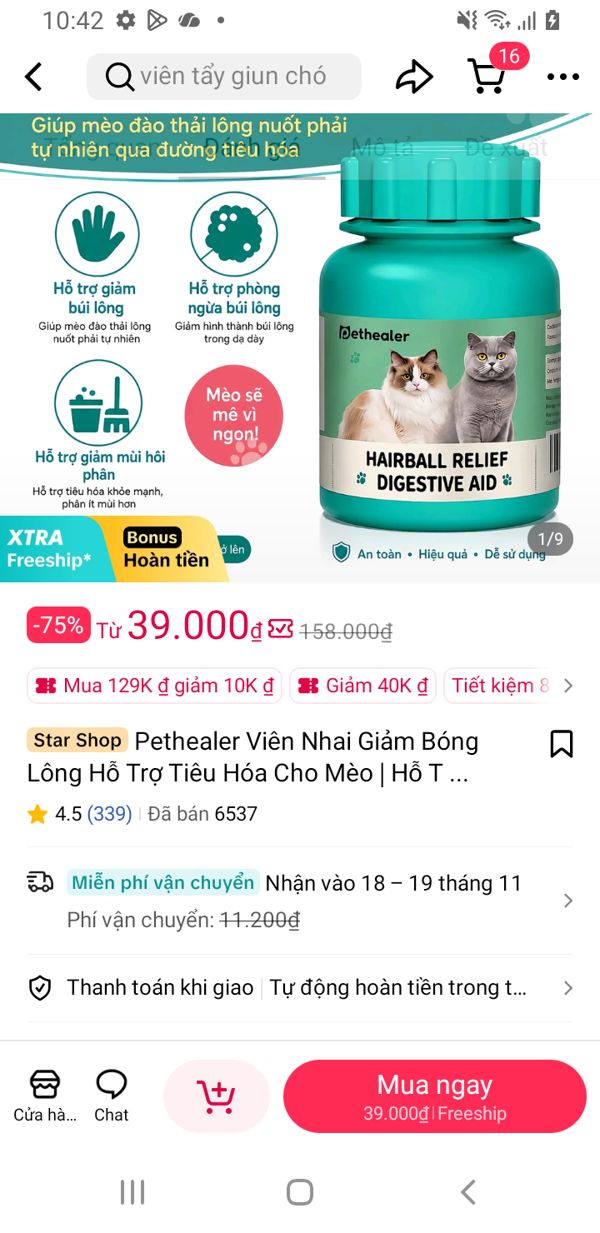 10:42
16
viên tẩy giun chó
Giúp mèo đào thải lông nuốt phải
tự nhiên qua đường tiêu hóa
Đánh giá
Mô tả
Đề xuất
Hỗ trợ giảm
búi lông
Giúp mèo đào thải lông
nuốt phải tự nhiên
Hỗ trợ phòng
ngừa búi lông
Giảm hình thành búi lông
trong dạ dày
Hỗ trợ giảm mùi hôi
phân
Hỗ trợ tiêu hóa khỏe mạnh,
phân ít mùi hơn
Mèo sẽ
mê vì
ngon!
Pethealer
HAIRBALL RELIEF
DIGESTIVE AID
XTRA
Freeship*
Bonus
Hoàn tiền
ở lên
An toàn • Hiệu quả • Dễ sử dụng
1/9
-75% Từ 39.000đ 158.000₫
Mua 129K ₫ giảm 10K ₫
Giảm 40K ₫
Tiết kiệm 8
Star Shop Pethealer Viên Nhai Giảm Bóng
Lông Hỗ Trợ Tiêu Hóa Cho Mèo | Hỗ T ...
4.5 (339) Đã bán 6537
Miễn phí vận chuyển Nhận vào 18 – 19 tháng 11
Phí vận chuyển: 11.200₫
Thanh toán khi giao | Tự động hoàn tiền trong t...
Cửa hà...
Chat
Mua ngay
39.000₫ | Freeship